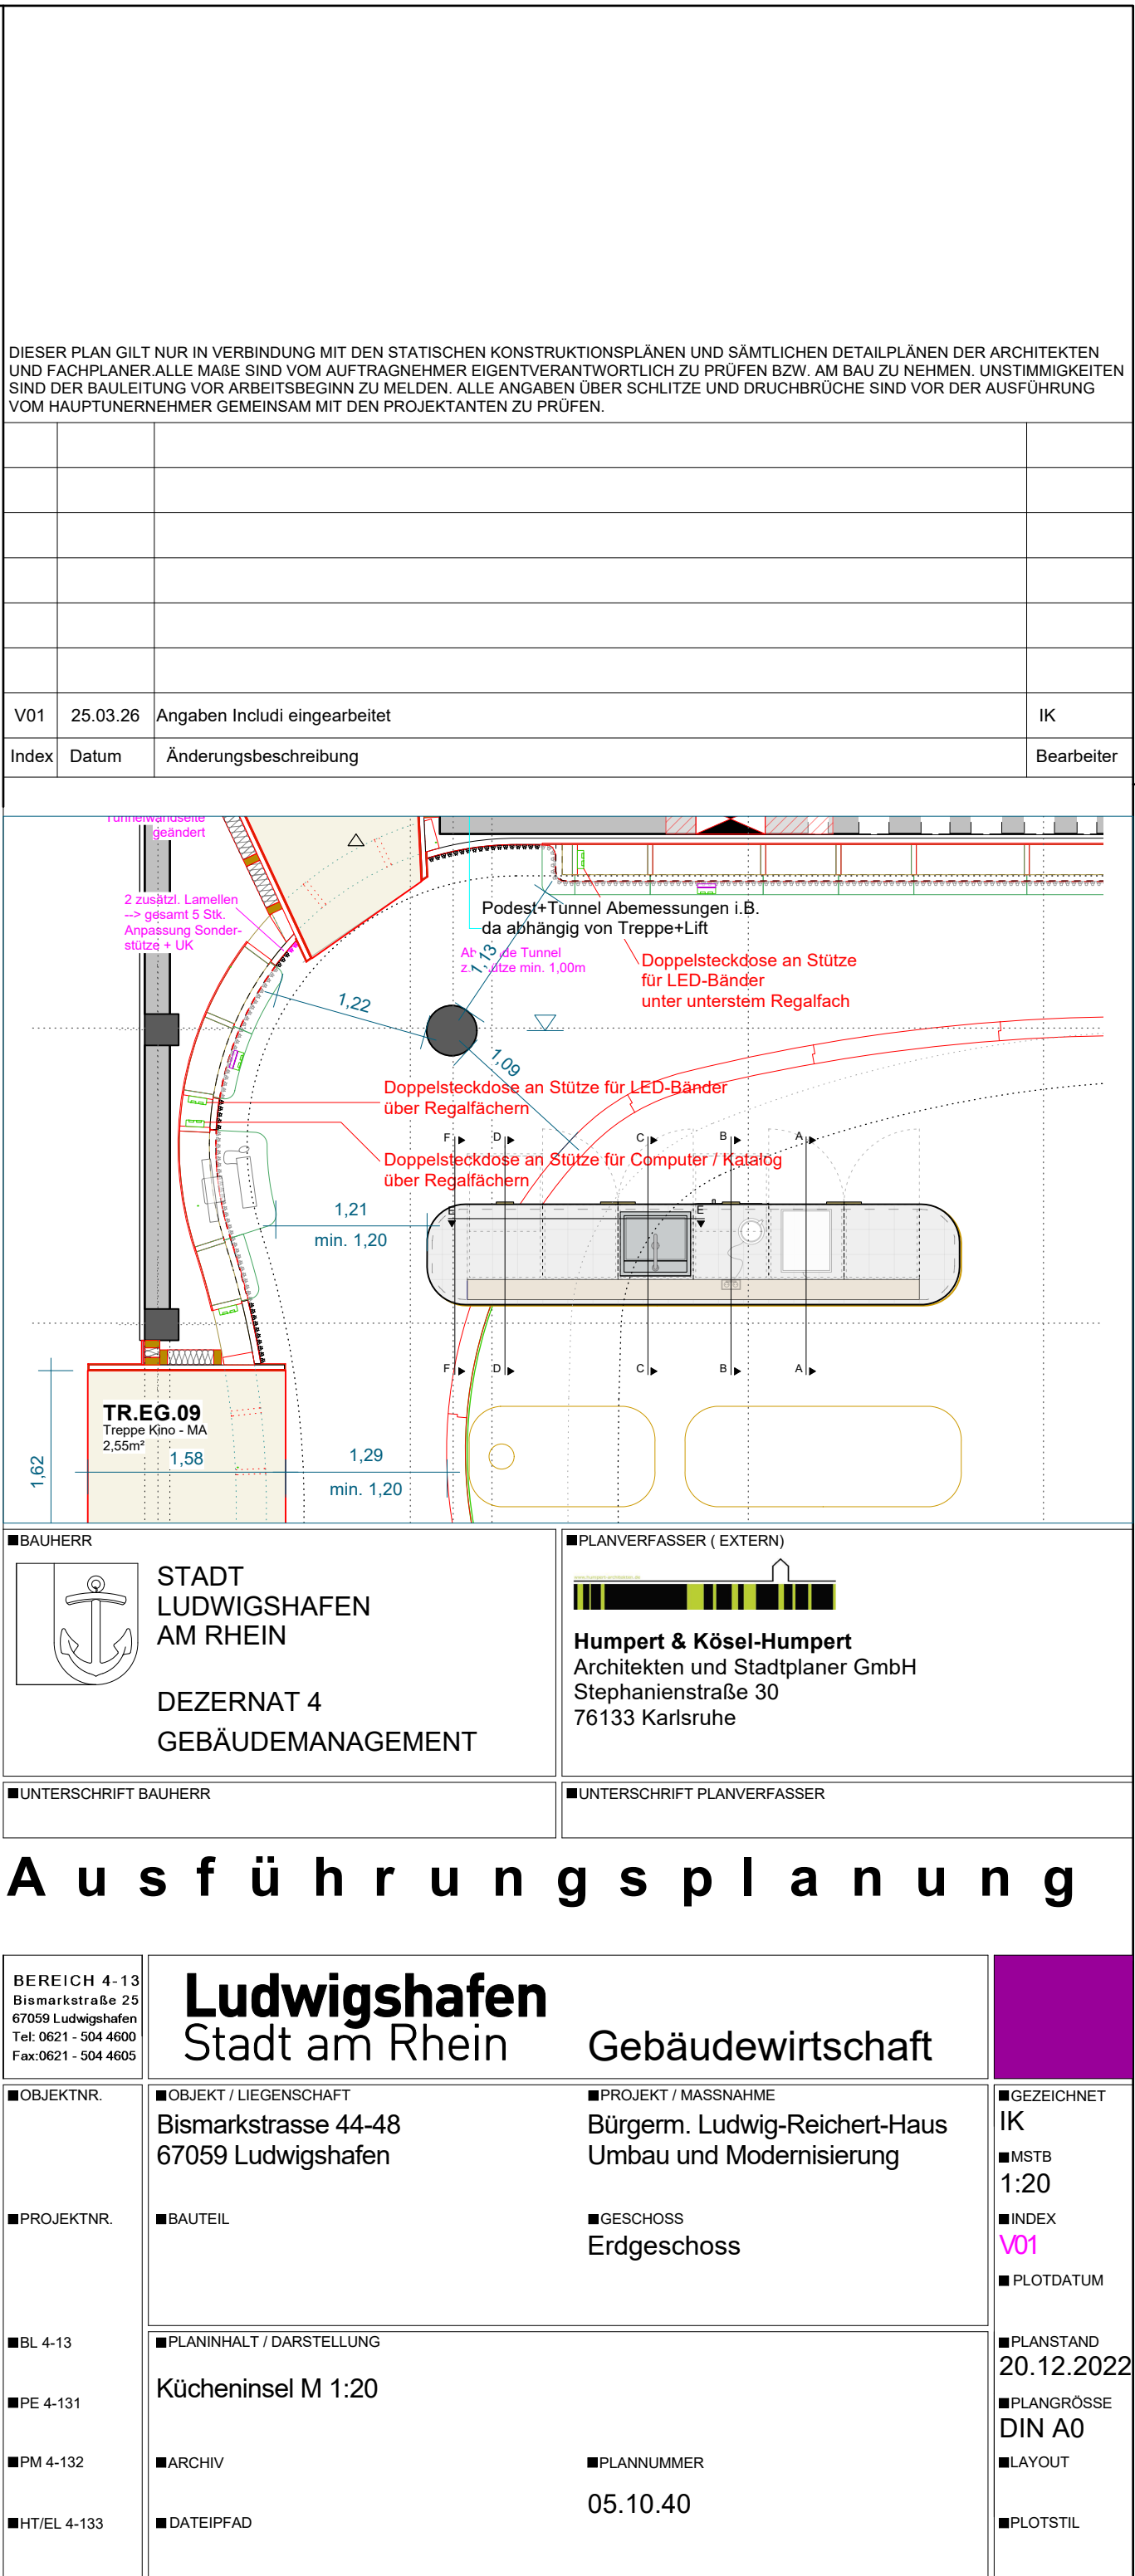 DIESER PLAN GILT NUR IN VERBINDUNG MIT DEN STATISCHEN KONSTRUKTIONSPLÄNEN UND SÄMTLICHEN DETAILPLÄNEN DER ARCHITEKTEN
UND FACHPLANER.ALLE MAßE SIND VOM AUFTRAGNEHMER EIGENTVERANTWORTLICH ZU PRÜFEN BZW. AM BAU ZU NEHMEN. UNSTIMMIGKEITEN
SIND DER BAULEITUNG VOR ARBEITSBEGINN ZU MELDEN. ALLE ANGABEN ÜBER SCHLITZE UND DRUCHBRÜCHE SIND VOR DER AUSFÜHRUNG
VOM HAUPTUNERNEHMER GEMEINSAM MIT DEN PROJEKTANTEN ZU PRÜFEN.
V01 25.03.26 Angaben Includi eingearbeitet IK
Index Datum Änderungsbeschreibung Bearbeiter
Tunnelwandseite
geändert
2 zusätzl. Lamellen
--> gesamt 5 Stk.
Anpassung Sonder-
stütze + UK
Podest+Tunnel Abemessungen i.B.
da abhängig von Treppe+Lift
de Tunnel
min. 1,00m
1,13
Doppelsteckdose an Stütze
für LED-Bänder
unter unterstem Regalfach
1,22
1,09
Doppelsteckdose an Stütze für LED-Bänder
über Regalfächern
F D C B A
Doppelsteckdose an Stütze für Computer / Katalog
über Regalfächern
1,21
min. 1,20
E E
F D C B A
TR.EG.09
Treppe Kino - MA
2,55m²
1,58
1,62
1,29
min. 1,20
BAUHERR
STADT
LUDWIGSHAFEN
AM RHEIN
DEZERNAT 4
GEBÄUDEMANAGEMENT
PLANVERFASSER ( EXTERN)
Humpert & Kösel-Humpert
Architekten und Stadtplaner GmbH
Stephanienstraße 30
76133 Karlsruhe
UNTERSCHRIFT BAUHERR
UNTERSCHRIFT PLANVERFASSER
Ausführungsplanung
BEREICH 4-13
Bismarkstraße 25
67059 Ludwigshafen
Tel: 0621 - 504 4600
Fax:0621 - 504 4605
Ludwigshafen
Stadt am Rhein
Gebäudewirtschaft
OBJEKTNR.
OBJEKT / LIEGENSCHAFT
Bismarkstrasse 44-48
67059 Ludwigshafen
PROJEKT / MASSNAHME
Bürgerm. Ludwig-Reichert-Haus
Umbau und Modernisierung
GEZEICHNET
IK
MSTB
1:20
PROJEKTNR.
BAUTEIL
GESCHOSS
Erdgeschoss
INDEX
V01
PLOTDATUM
BL 4-13
PLANINHALT / DARSTELLUNG
Kücheninsel M 1:20
PLANSTAND
20.12.2022
PE 4-131
PLANGRÖSSE
DIN A0
PM 4-132
ARCHIV
PLANNUMMER
05.10.40
LAYOUT
HT/EL 4-133
DATEIPFAD
PLOTSTIL